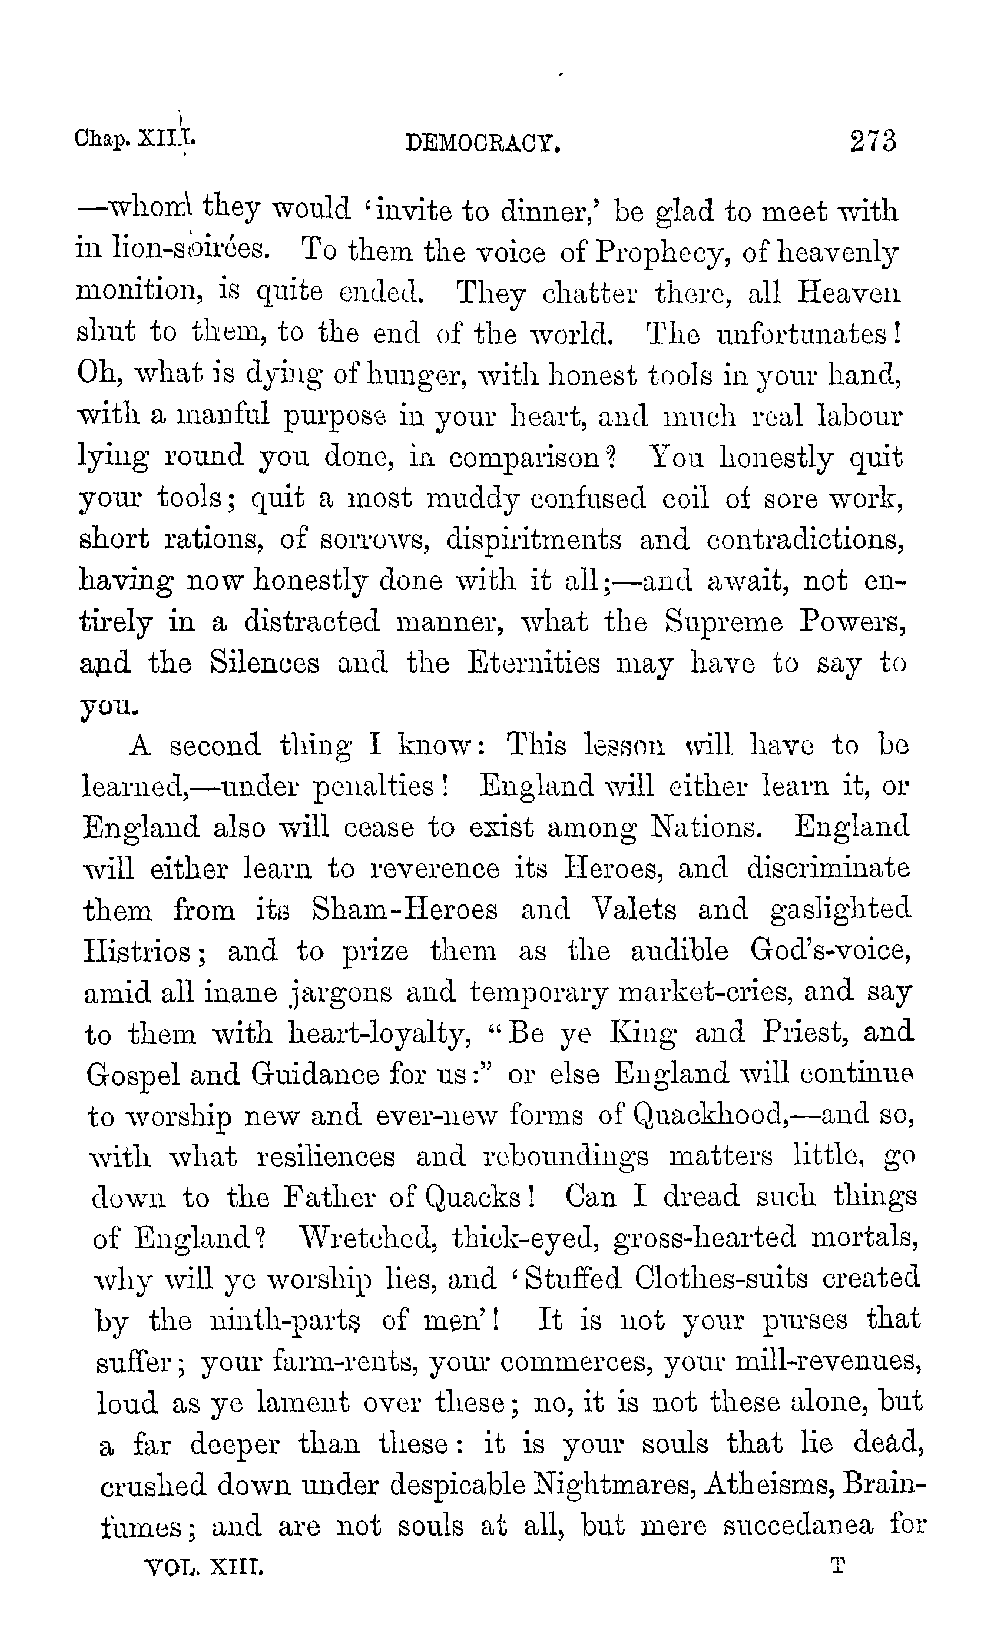 Chap. XIII. DEMOCRACY. 273
—whom they would ‘invite to dinner,’ be glad to meet with
in lion-soirées. To them the voice of Prophecy, of heavenly
monition, is quite ended. They chatter there, all Heaven
shut to them, to the end of the world. The unfortunates!
Oh, what is dying of hunger, with honest tools in your hand,
with a manful purpose in your heart, and much real labour
lying round you done, in comparison? You honestly quit
your tools; quit a most muddy confused coil of sore work,
short rations, of sorrows, dispiritments and contradictions,
having now honestly done with it all;—and await, not en-
tirely in a distracted manner, what the Supreme Powers,
and the Silences and the Eternities may have to say to
you.
A second thing I know: This lesson will have to be
learned,—under penalties! England will either learn it, or
England also will cease to exist among Nations. England
will either learn to reverence its Heroes, and discriminate
them from its Sham-Heroes and Valets and gaslighted
Histrios; and to prize them as the audible God’s-voice,
amid all inane jargons and temporary market-cries, and say
to them with heart-loyalty, “Be ye King and Priest, and
Gospel and Guidance for us:” or else England will continue
to worship new and ever-new forms of Quackhood,—and so,
with what resiliences and reboundings matters little, go
down to the Father of Quacks! Can I dread such things
of England? Wretched, thick-eyed, gross-hearted mortals,
why will ye worship lies, and ‘Stuffed Clothes-suits created
by the ninth-parts of men’! It is not your purses that
suffer; your farm-rents, your commerces, your mill-revenues,
loud as ye lament over these; no, it is not these alone, but
a far deeper than these: it is your souls that lie dead,
crushed down under despicable Nightmares, Atheisms, Brain-
fumes; and are not souls at all, but mere succedanea for
VOL. XIII. T